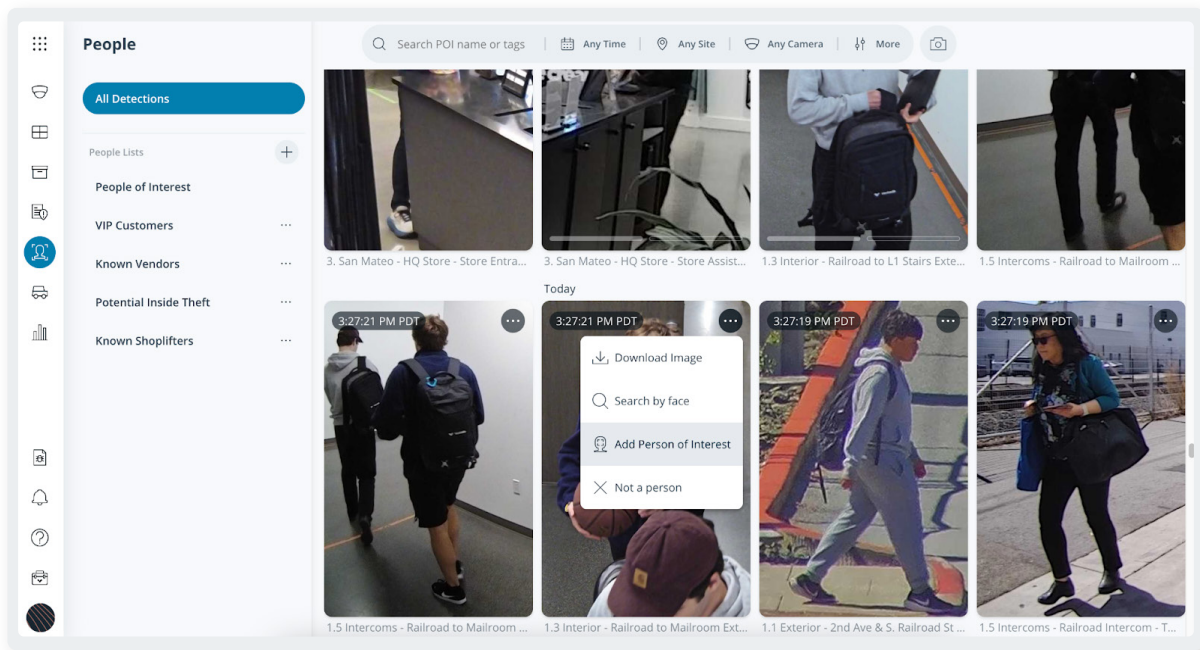 People
Search POI name or tags
Any Time
Any Site
Any Camera
More
All Detections
People Lists
People of Interest
VIP Customers
Known Vendors
Potential Inside Theft
Known Shoplifters
3. San Mateo - HQ Store - Store Entra...
3. San Mateo - HQ Store - Store Assist...
1.3 Interior - Railroad to L1 Stairs Exte...
1.5 Intercoms - Railroad to Mailroom ...
Today
3:27:21 PM PDT
3:27:21 PM PDT
3:27:19 PM PDT
3:27:19 PM PDT
Download Image
Search by face
Add Person of Interest
Not a person
1.5 Intercoms - Railroad to Mailroom ...
1.3 Interior - Railroad to Mailroom Ext...
1.1 Exterior - 2nd Ave & S. Railroad St ...
1.5 Intercoms - Railroad Intercom - T...